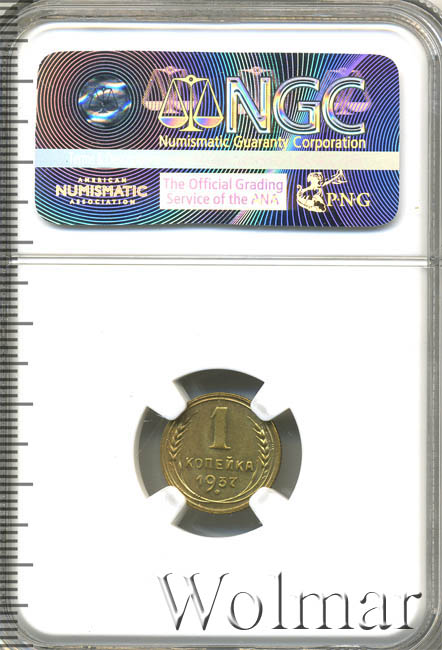 NGC
Numismatic Guaranty Corporation
AMERICAN
NUMISMATIC
ASSOCIATION
The Official Grading
Service of the ANA
PNG
1
КОПЕЙКА
1937
Wolmar